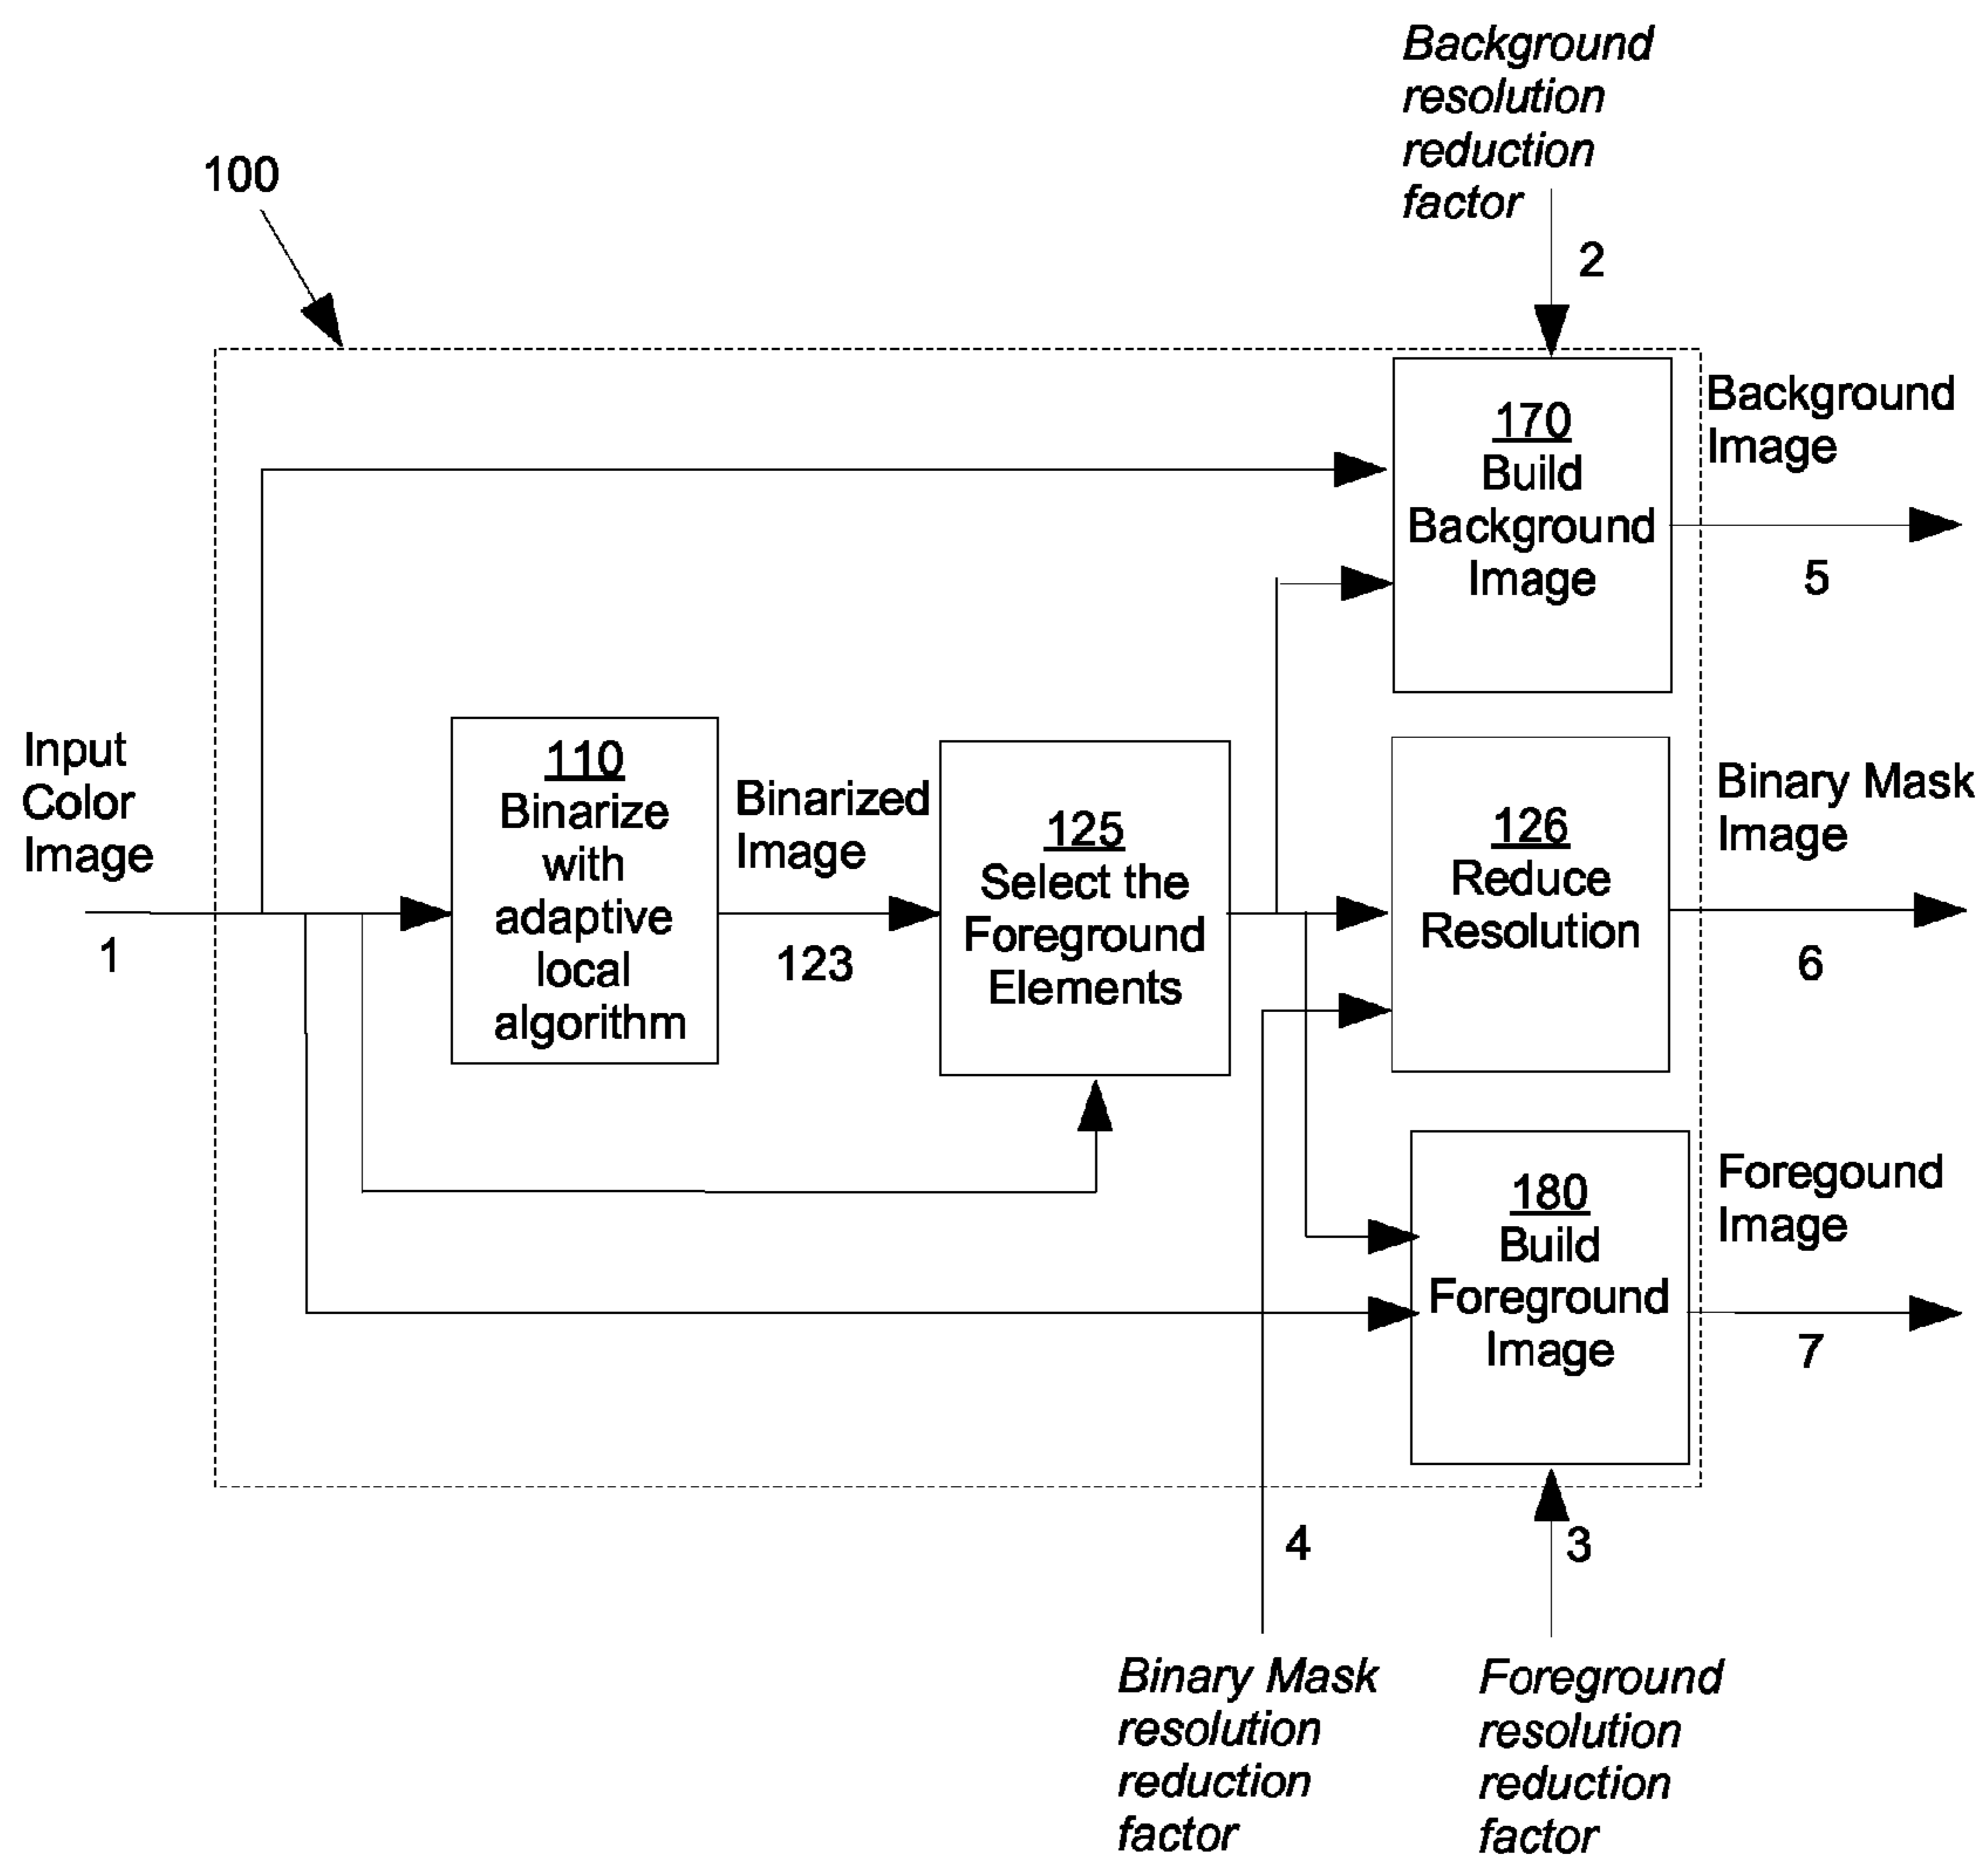 Background
resolution
reduction
factor
100
2
170
Build
Background
Image
Background
Image
5
Input
Color
Image
1
110
Binarize
with
adaptive
local
algorithm
Binarized
Image
123
125
Select the
Foreground
Elements
126
Reduce
Resolution
Binary Mask
Image
6
180
Build
Foreground
Image
Foregound
Image
7
4
3
Binary Mask
resolution
reduction
factor
Foreground
resolution
reduction
factor